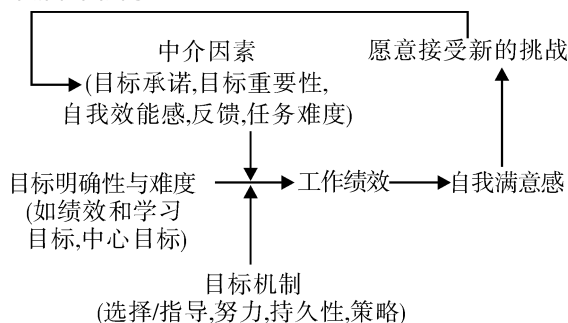 中介因素
愿意接受新的挑战
(目标承诺,目标重要性,
自我效能感,反馈,任务难度)
目标明确性与难度
工作绩效
自我满意感
(如绩效和学习
目标,中心目标)
目标机制
(选择/指导,努力,持久性,策略)